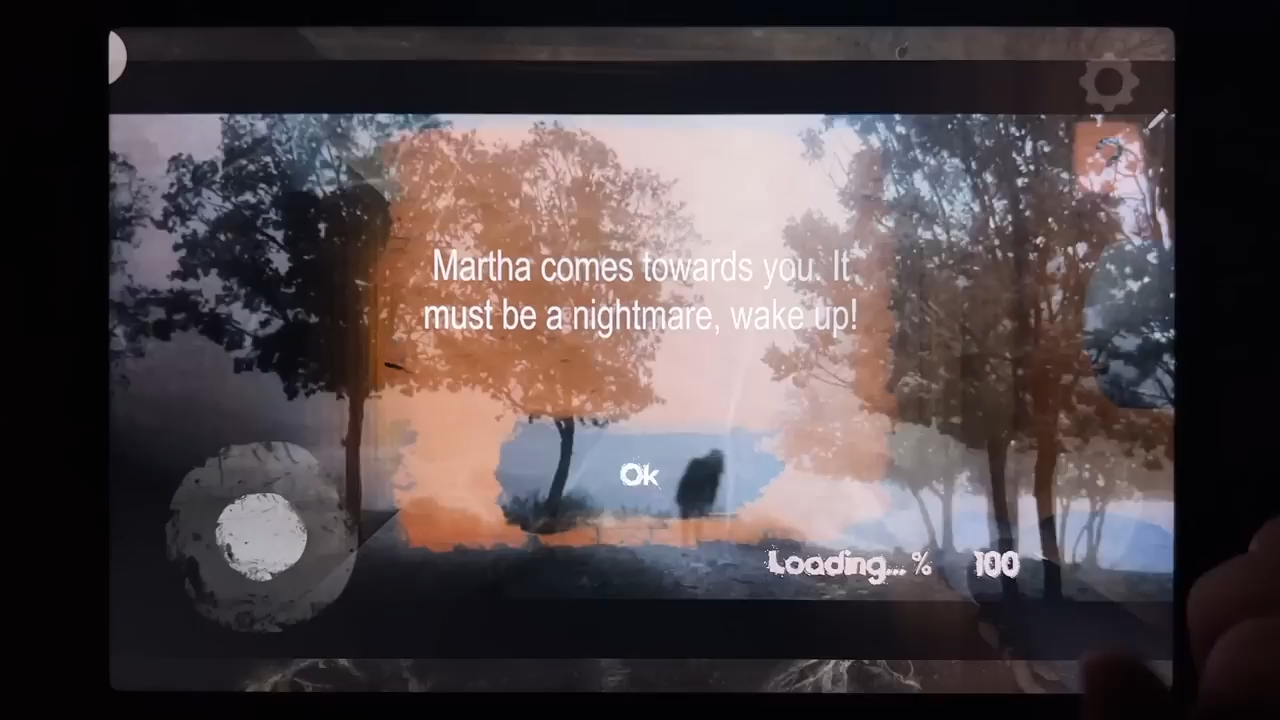 Martha comes towards you. It
must be a nightmare, wake up!
Ok
Loading...% 100